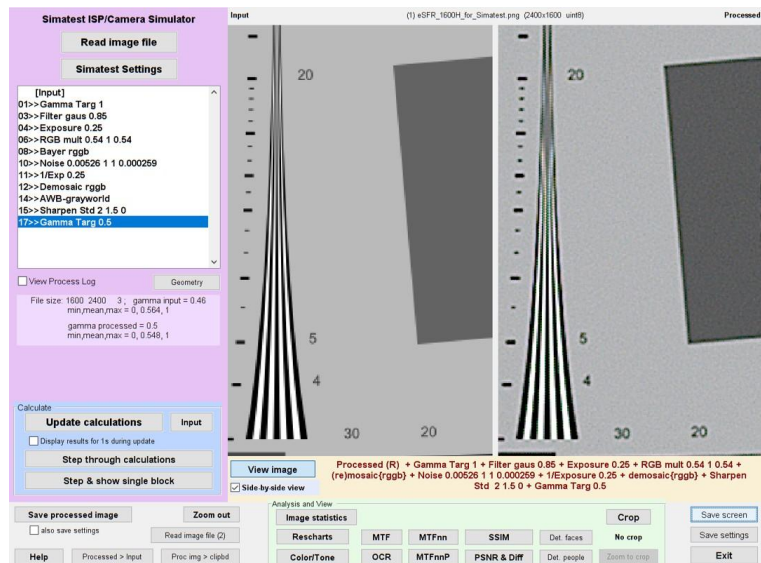 Simatest ISP/Camera Simulator
Read image file
Simatest Settings
[Input]
01>>Gamma Targ 1
03>>Filter gaus 0.85
04>>Exposure 0.25
06>>RGB mult 0.54 1 0.54
08>>Bayer rggb
10>>Noise 0.00526 1 1 0.000259
11>>1/Exp 0.25
12>>Demosaic rggb
14>>AWB-grayworld
15>>Sharpen Std 2 1.5 0
17>>Gamma Targ 0.5
View Process Log
Geometry
File size: 1600 2400 3 ; gamma input = 0.46
min,mean,max = 0, 0.564, 1
gamma processed = 0.5
min,mean,max = 0, 0.548, 1
Calculate
Update calculations
Input
Display results for 1s during update
Step through calculations
Step & show single block
Input
(1) eSFR_1600H_for_Simatest.png (2400x1600 uint8)
Processed
20
5
4
30
20
20
5
4
30
20
View image
Side-by-side view
Processed (R) + Gamma Targ 1 + Filter gaus 0.85 + Exposure 0.25 + RGB mult 0.54 1 0.54 +
(re)mosaic{rggb} + Noise 0.00526 1 1 0.000259 + 1/Exposure 0.25 + demosaic{rggb} + Sharpen
Std 2 1.5 0 + Gamma Targ 0.5
Save processed image
Zoom out
also save settings
Read image file (2)
Help
Processed > Input
Proc img > clipbd
Analysis and View
Image statistics
Crop
Rescharts
MTF
MTFnn
SSIM
Det. faces
No crop
Color/Tone
OCR
MTFnnP
PSNR & Diff
Det. people
Zoom to crop
Save screen
Save settings
Exit